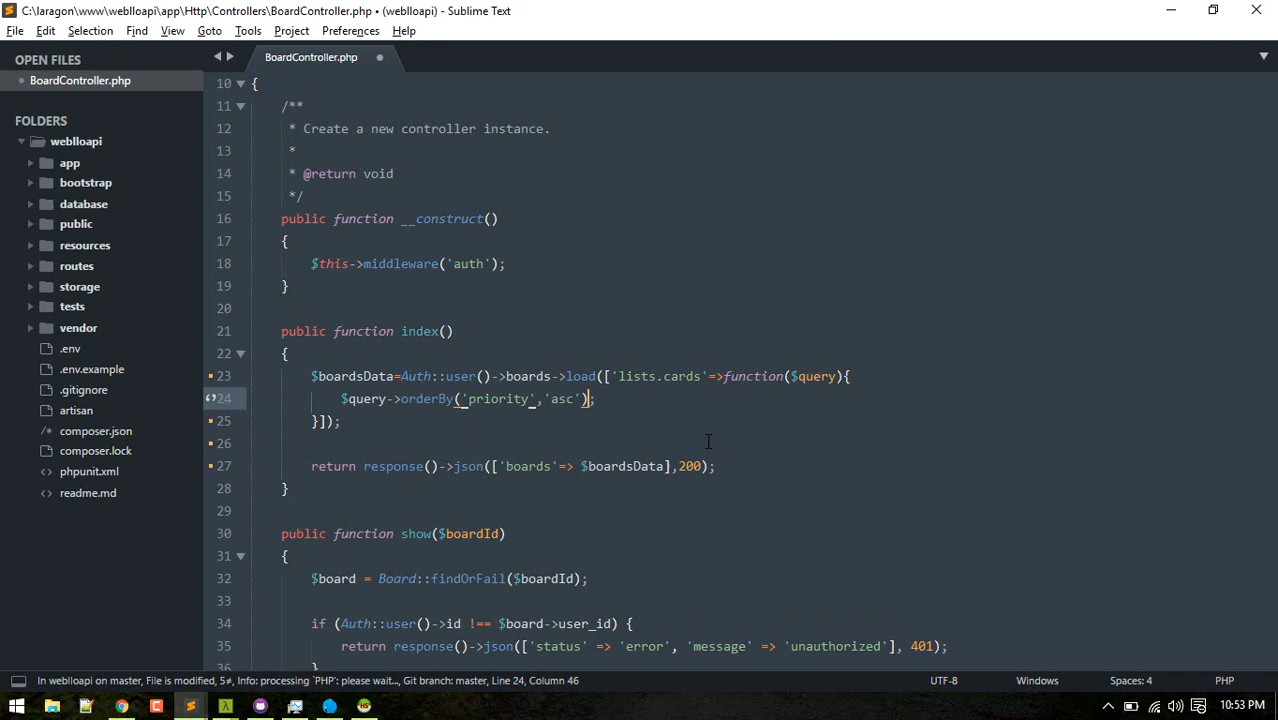 C:\laragon\www\weblloapi\app\Http\Controllers\BoardController.php • (weblloapi) - Sublime Text
File Edit Selection Find View Goto Tools Project Preferences Help
OPEN FILES
BoardController.php
FOLDERS
weblloapi
app
bootstrap
database
public
resources
routes
storage
tests
vendor
.env
.env.example
.gitignore
artisan
composer.json
composer.lock
phpunit.xml
readme.md
BoardController.php
10 {
11 /**
12 * Create a new controller instance.
13 *
14 * @return void
15 */
16 public function __construct()
17 {
18 $this->middleware('auth');
19 }
20
21 public function index()
22 {
23 $boardsData=Auth::user()->boards->load(['lists.cards'=>function($query){
24 $query->orderBy('priority','asc');
25 }]);
26
27 return response()->json(['boards'=> $boardsData],200);
28 }
29
30 public function show($boardId)
31 {
32 $board = Board::findOrFail($boardId);
33
34 if (Auth::user()->id !== $board->user_id) {
35 return response()->json(['status' => 'error', 'message' => 'unauthorized'], 401);
36 }
In weblloapi on master, File is modified, 5≠, Info: processing `PHP`: please wait..., Git branch: master, Line 24, Column 46 UTF-8 Windows Spaces: 4 PHP
10:53 PM